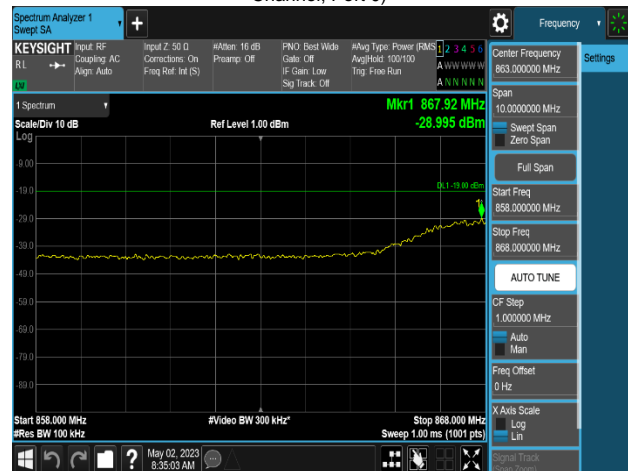 Channel, Port 0)
Spectrum Analyzer 1
Swept SA
Frequency
KEYSIGHT
RL
Input: RF
Coupling: AC
Align: Auto
Input Z: 50 Ω
Corrections: On
Freq Ref: Int (S)
#Atten: 16 dB
Preamp: Off
PNO: Best Wide
Gate: Off
IF Gain: Low
Sig Track: Off
#Avg Type: Power (RMS
Avg|Hold: 100/100
Trig: Free Run
1 2 3 4 5 6
A W W W W W
A N N N N N
Center Frequency
863.000000 MHz
Settings
Span
10.0000000 MHz
Swept Span
Zero Span
Full Span
Start Freq
858.000000 MHz
Stop Freq
868.000000 MHz
AUTO TUNE
CF Step
1.000000 MHz
Auto
Man
Freq Offset
0 Hz
X Axis Scale
Log
Lin
Signal Track
(Span Zoom)
1 Spectrum
Mkr1 867.92 MHz
-28.995 dBm
Scale/Div 10 dB
Ref Level 1.00 dBm
Log
-9.00
-19.0
DL1 -19.00 dBm
1
-29.0
-39.0
-49.0
-59.0
-69.0
-79.0
-89.0
Start 858.000 MHz
#Video BW 300 kHz*
Stop 868.000 MHz
#Res BW 100 kHz
Sweep 1.00 ms (1001 pts)
?
May 02, 2023
8:35:03 AM